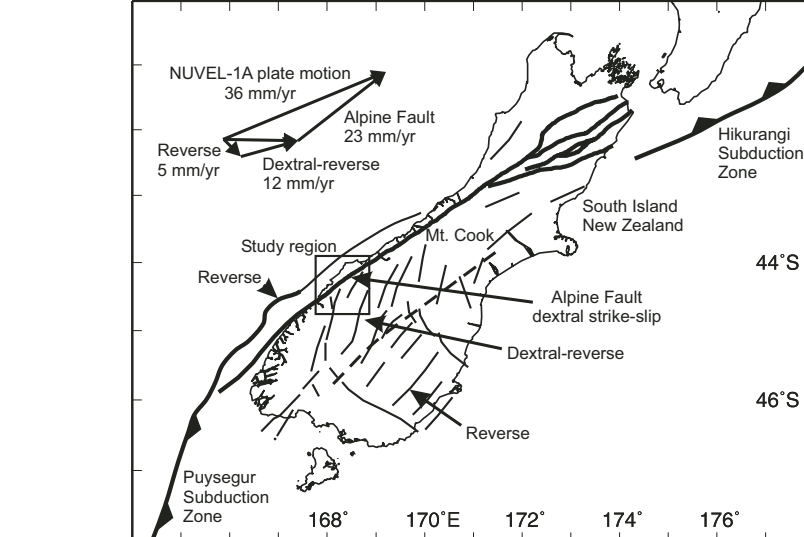 NUVEL-1A plate motion
36 mm/yr
Alpine Fault
23 mm/yr
Reverse
5 mm/yr
Dextral-reverse
12 mm/yr
Hikurangi
Subduction
Zone
South Island
New Zealand
Mt. Cook
Study region
Reverse
44°S
Alpine Fault
dextral strike-slip
Dextral-reverse
46°S
Reverse
Puysegur
Subduction
Zone
168° 170°E 172° 174° 176°